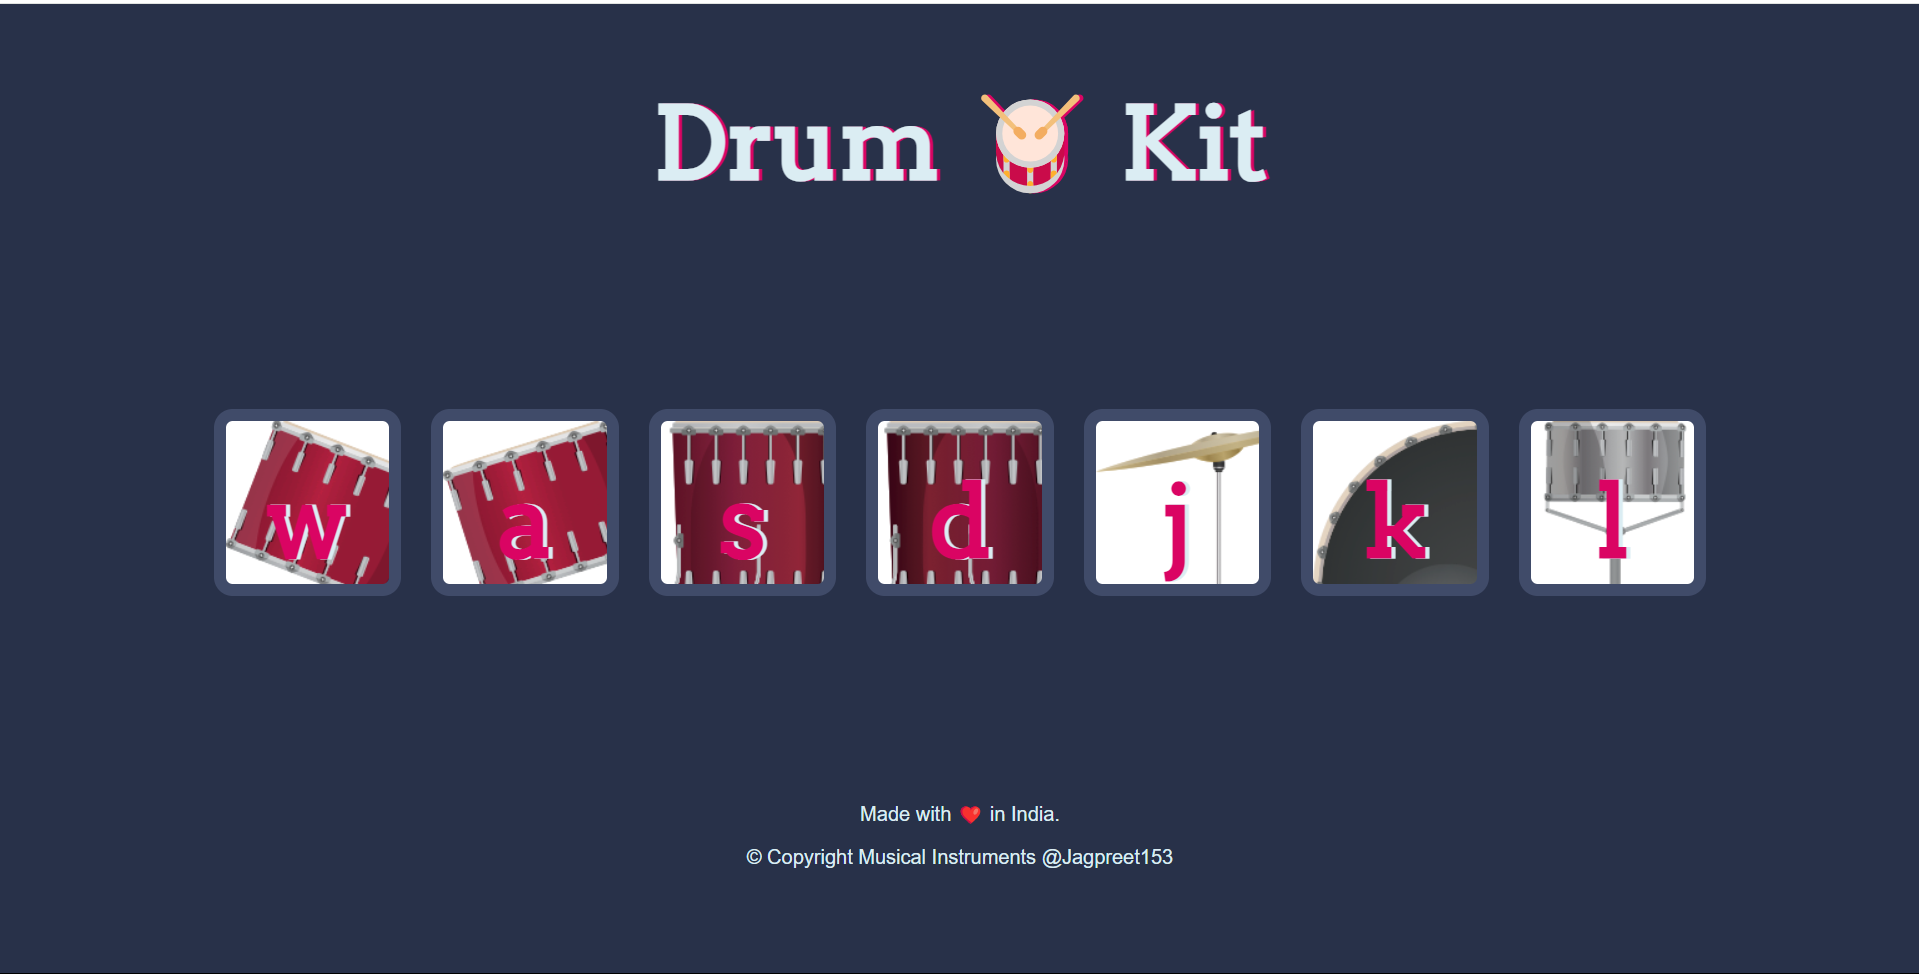 Drum 🥁 Kit
w a s d j k l
Made with ❤️ in India.
© Copyright Musical Instruments @Jagpreet153